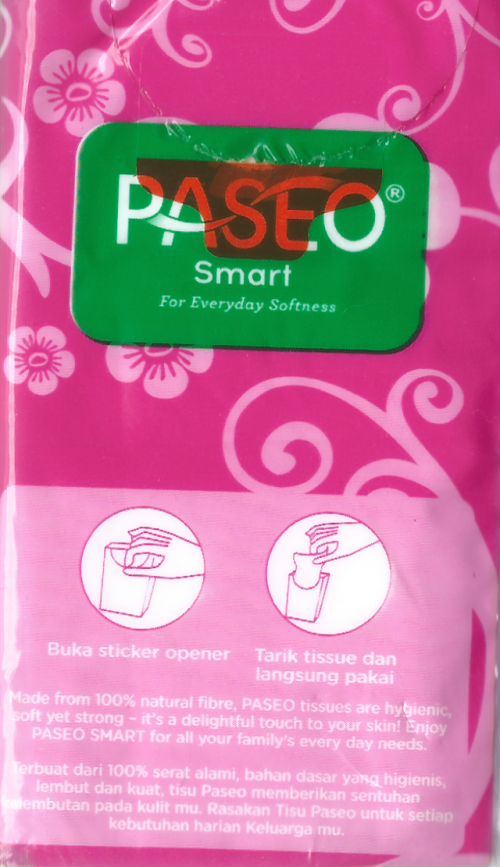 PASEO®
Smart
For Everyday Softness
Buka sticker opener
Tarik tissue dan
langsung pakai
Made from 100% natural fibre, PASEO tissues are hygienic,
soft yet strong – it's a delightful touch to your skin! Enjoy
PASEO SMART for all your family's every day needs.
Terbuat dari 100% serat alami, bahan dasar yang higienis,
lembut dan kuat, tisu Paseo memberikan sentuhan
kelembutan pada kulit mu. Rasakan Tisu Paseo untuk setiap
kebutuhan harian Keluarga mu.